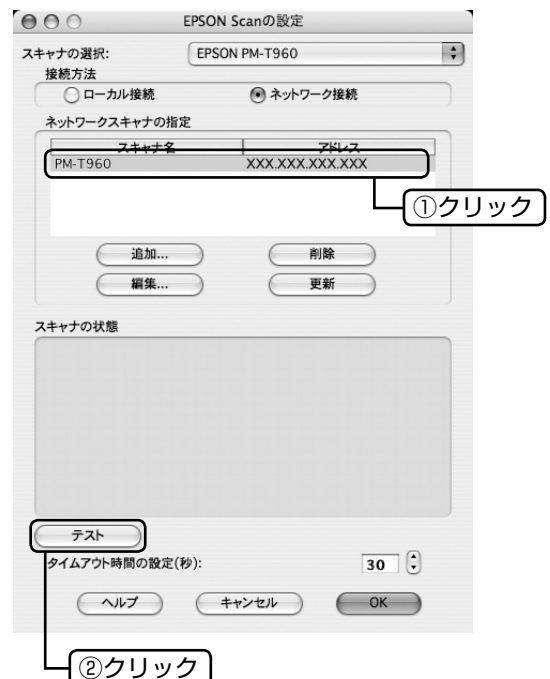 EPSON Scanの設定
スキャナの選択: EPSON PM-T960
接続方法
ローカル接続 ネットワーク接続
ネットワークスキャナの指定
スキャナ名 アドレス
PM-T960 XXX.XXX.XXX.XXX
①クリック
追加... 削除
編集... 更新
スキャナの状態
テスト
タイムアウト時間の設定(秒): 30
ヘルプ キャンセル OK
②クリック